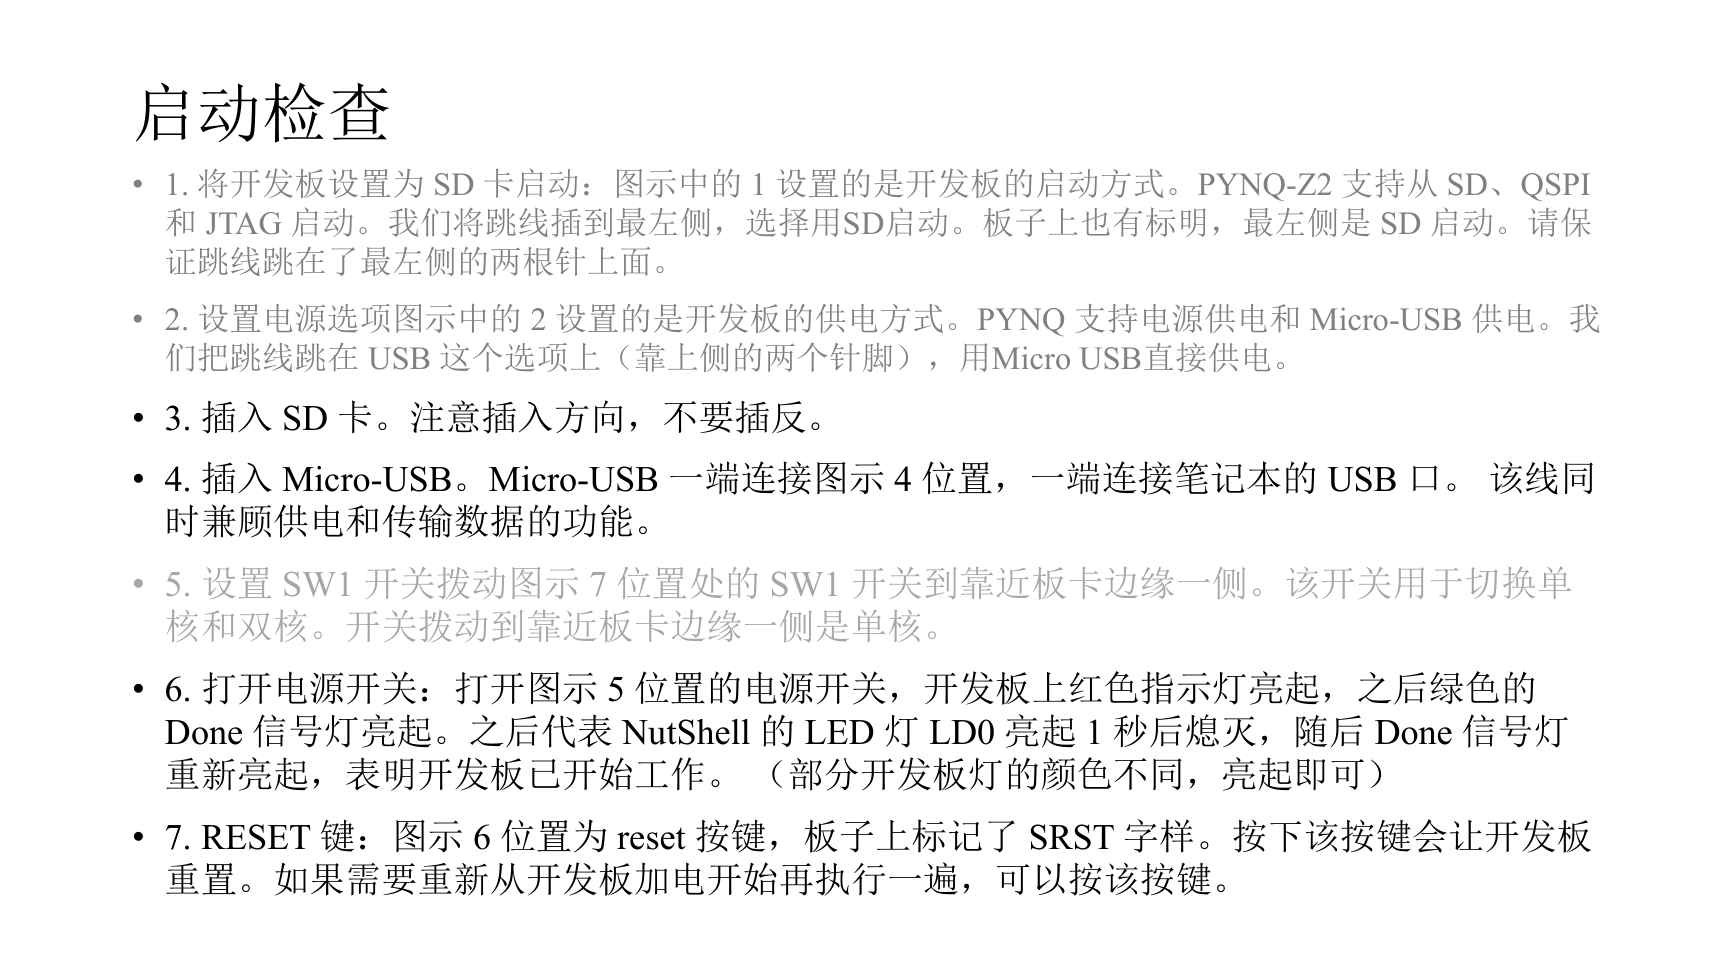 启动检查
• 1. 将开发板设置为 SD 卡启动：图示中的 1 设置的是开发板的启动方式。PYNQ-Z2 支持从 SD、QSPI
和 JTAG 启动。我们将跳线插到最左侧，选择用SD启动。板子上也有标明，最左侧是 SD 启动。请保
证跳线跳在了最左侧的两根针上面。
• 2. 设置电源选项图示中的 2 设置的是开发板的供电方式。PYNQ 支持电源供电和 Micro-USB 供电。我
们把跳线跳在 USB 这个选项上（靠上侧的两个针脚），用Micro USB直接供电。
• 3. 插入 SD 卡。注意插入方向，不要插反。
• 4. 插入 Micro-USB。Micro-USB 一端连接图示 4 位置，一端连接笔记本的 USB 口。 该线同
时兼顾供电和传输数据的功能。
• 5. 设置 SW1 开关拨动图示 7 位置处的 SW1 开关到靠近板卡边缘一侧。该开关用于切换单
核和双核。开关拨动到靠近板卡边缘一侧是单核。
• 6. 打开电源开关：打开图示 5 位置的电源开关，开发板上红色指示灯亮起，之后绿色的
Done 信号灯亮起。之后代表 NutShell 的 LED 灯 LD0 亮起 1 秒后熄灭，随后 Done 信号灯
重新亮起，表明开发板已开始工作。 （部分开发板灯的颜色不同，亮起即可）
• 7. RESET 键：图示 6 位置为 reset 按键，板子上标记了 SRST 字样。按下该按键会让开发板
重置。如果需要重新从开发板加电开始再执行一遍，可以按该按键。